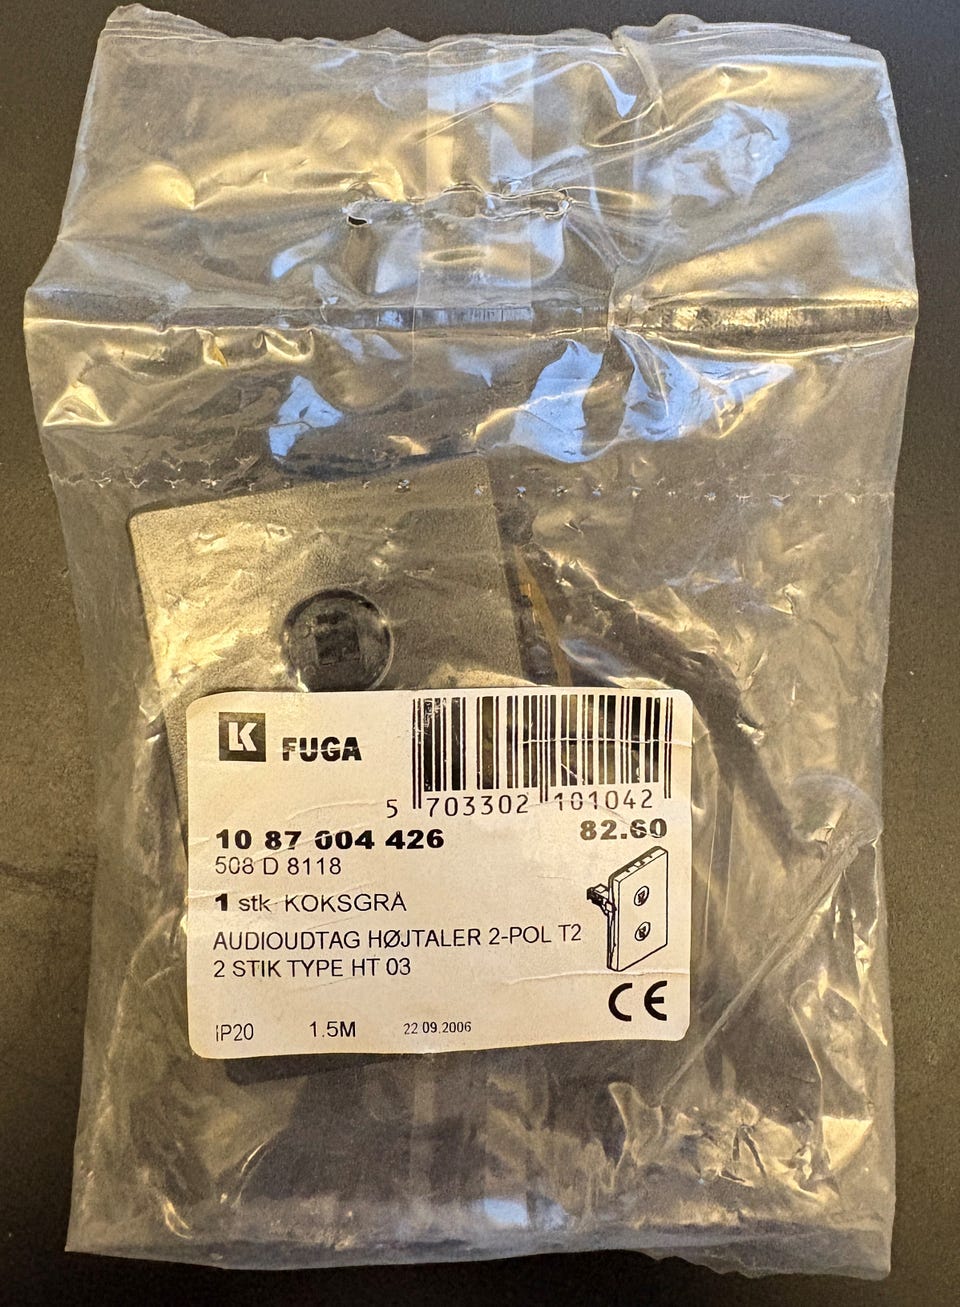 LK FUGA
5 703302 101042
10 87 004 426 82.60
508 D 8118
1 stk KOKSGRÅ
AUDIOUDTAG HØJTALER 2-POL T2
2 STIK TYPE HT 03
CE
IP20 1.5M 22.09.2006